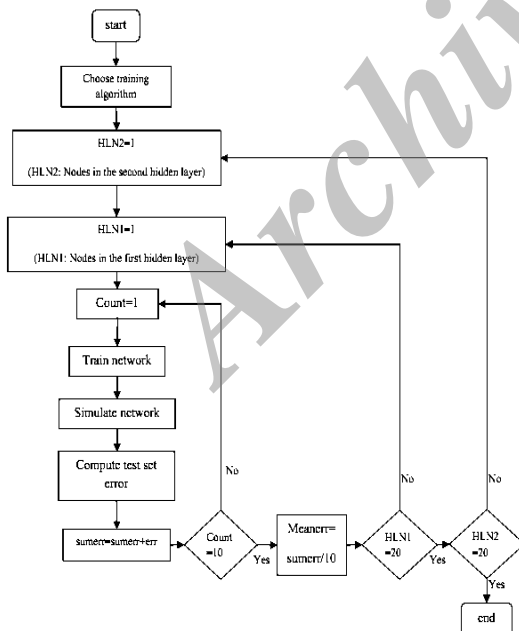 start
Choose training
algorithm
HLN2=1
(HLN2: Nodes in the second hidden layer)
HLN1=1
(HLN1: Nodes in the first hidden layer)
Count=1
Train network
Simulate network
Compute test set
error
sumerr=sumerr+err
Count
=10
No
Yes
Meanerr=
sumerr/10
HLN1
=20
No
Yes
HLN2
=20
No
Yes
end
Archi